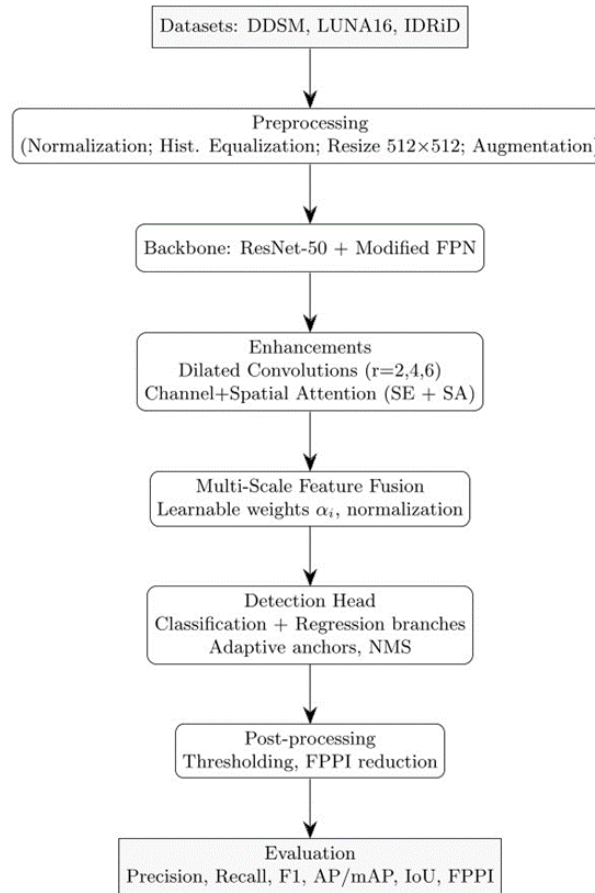 Datasets: DDSM, LUNA16, IDRiD
Preprocessing
(Normalization; Hist. Equalization; Resize 512×512; Augmentation)
Backbone: ResNet-50 + Modified FPN
Enhancements
Dilated Convolutions (r=2,4,6)
Channel+Spatial Attention (SE + SA)
Multi-Scale Feature Fusion
Learnable weights αᵢ, normalization
Detection Head
Classification + Regression branches
Adaptive anchors, NMS
Post-processing
Thresholding, FPPI reduction
Evaluation
Precision, Recall, F1, AP/mAP, IoU, FPPI